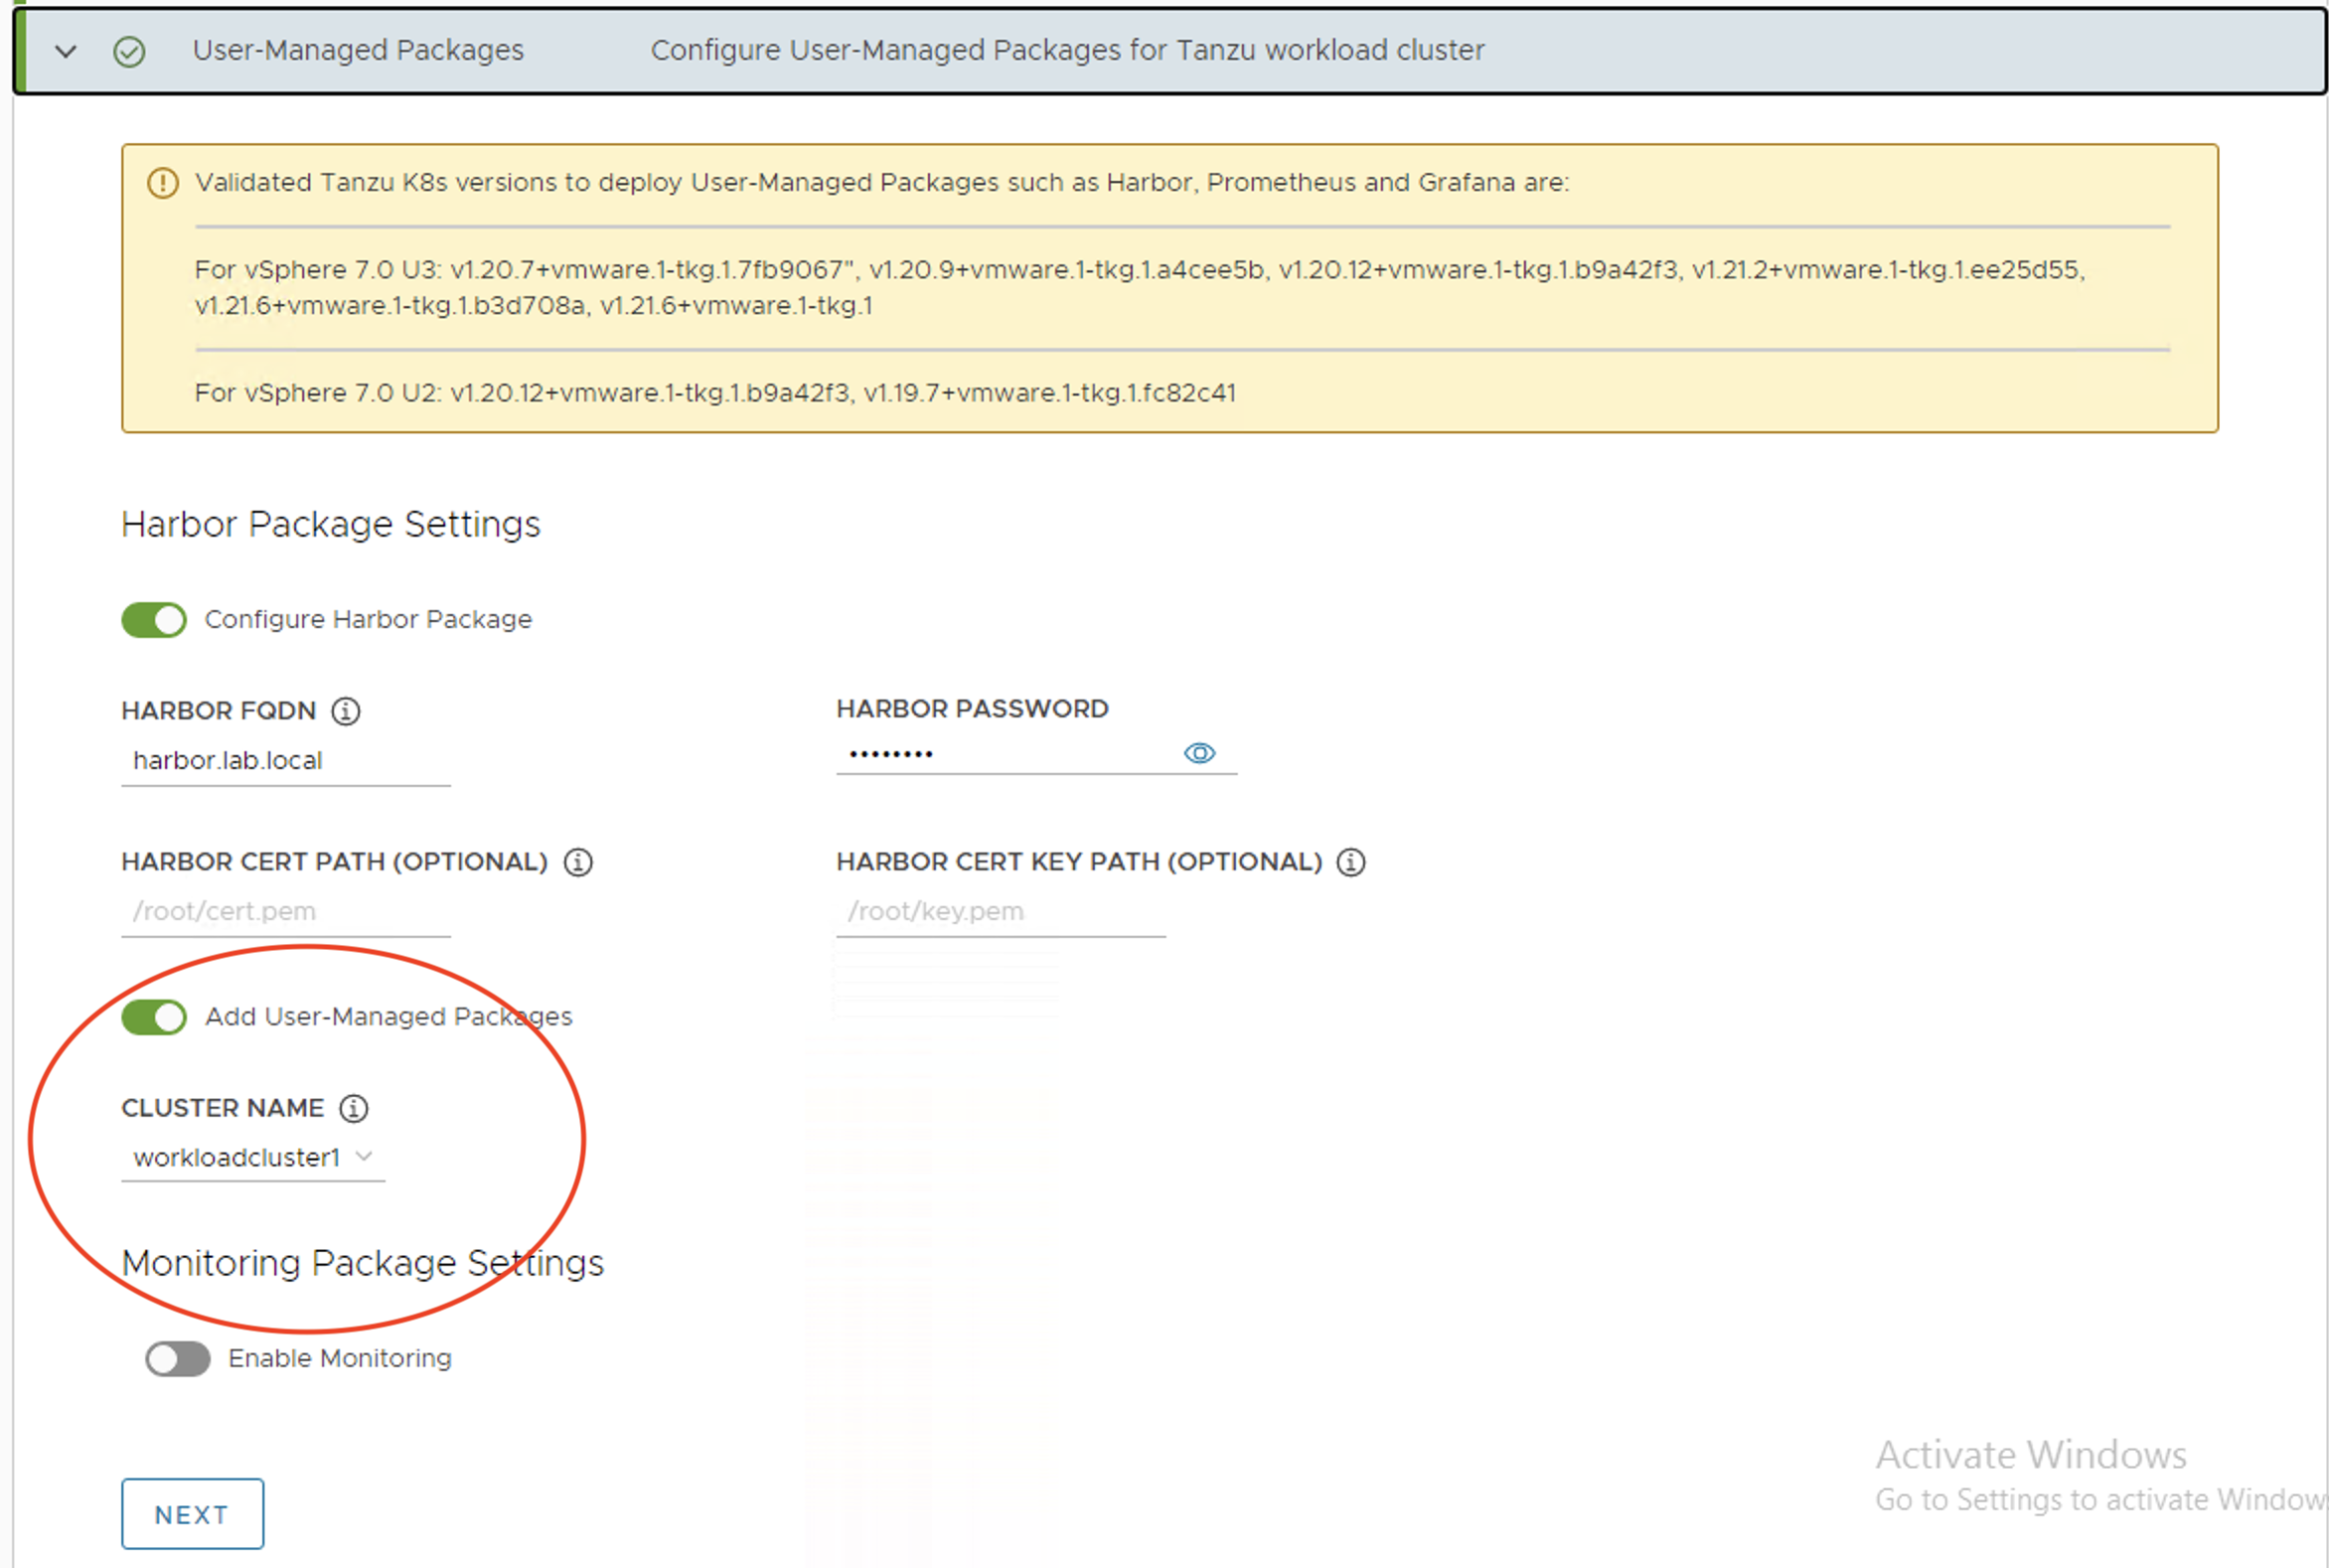 User-Managed Packages Configure User-Managed Packages for Tanzu workload cluster
Validated Tanzu K8s versions to deploy User-Managed Packages such as Harbor, Prometheus and Grafana are:
For vSphere 7.0 U3: v1.20.7+vmware.1-tkg.1.7fb9067", v1.20.9+vmware.1-tkg.1.a4cee5b, v1.20.12+vmware.1-tkg.1.b9a42f3, v1.21.2+vmware.1-tkg.1.ee25d55,
v1.21.6+vmware.1-tkg.1.b3d708a, v1.21.6+vmware.1-tkg.1
For vSphere 7.0 U2: v1.20.12+vmware.1-tkg.1.b9a42f3, v1.19.7+vmware.1-tkg.1.fc82c41
Harbor Package Settings
Configure Harbor Package
HARBOR FQDN
harbor.lab.local
HARBOR PASSWORD
••••••••
HARBOR CERT PATH (OPTIONAL)
/root/cert.pem
HARBOR CERT KEY PATH (OPTIONAL)
/root/key.pem
Add User-Managed Packages
CLUSTER NAME
workloadcluster1
Monitoring Package Settings
Enable Monitoring
NEXT
Activate Windows
Go to Settings to activate Window